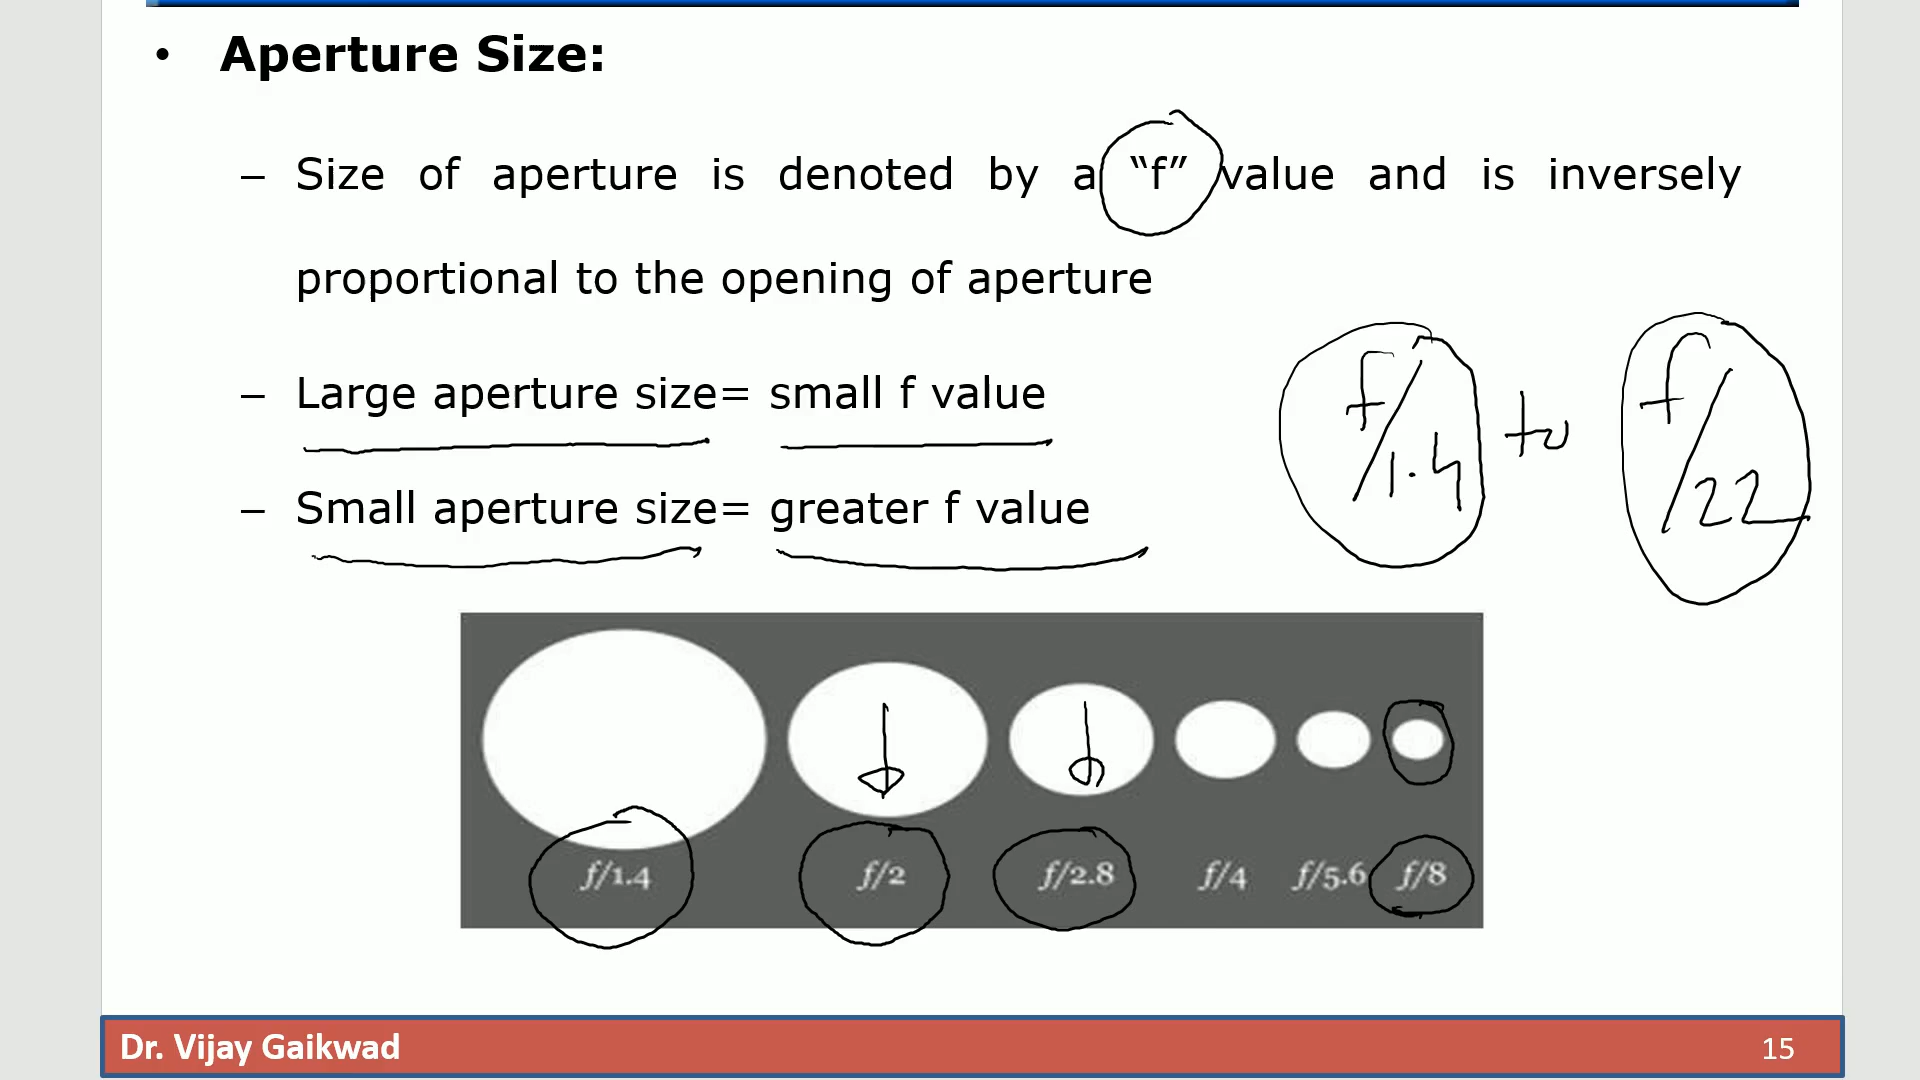 • Aperture Size:
– Size of aperture is denoted by a “f” value and is inversely
proportional to the opening of aperture
– Large aperture size= small f value
– Small aperture size= greater f value
f/1.4 to f/22
f/1.4 f/2 f/2.8 f/4 f/5.6 f/8
Dr. Vijay Gaikwad 15